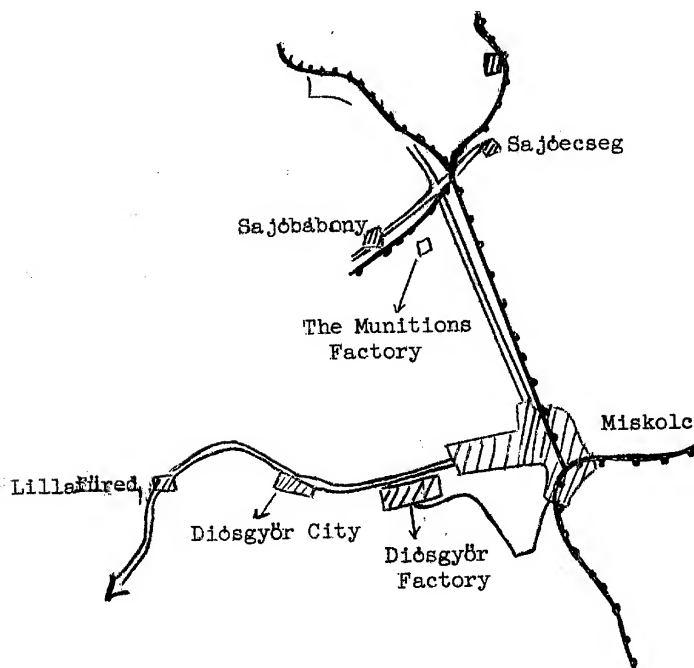 Sajóecseg
Sajóbábony
The Munitions
Factory
Miskolc
Lillafüred
Diósgyör City
Diósgyör
Factory